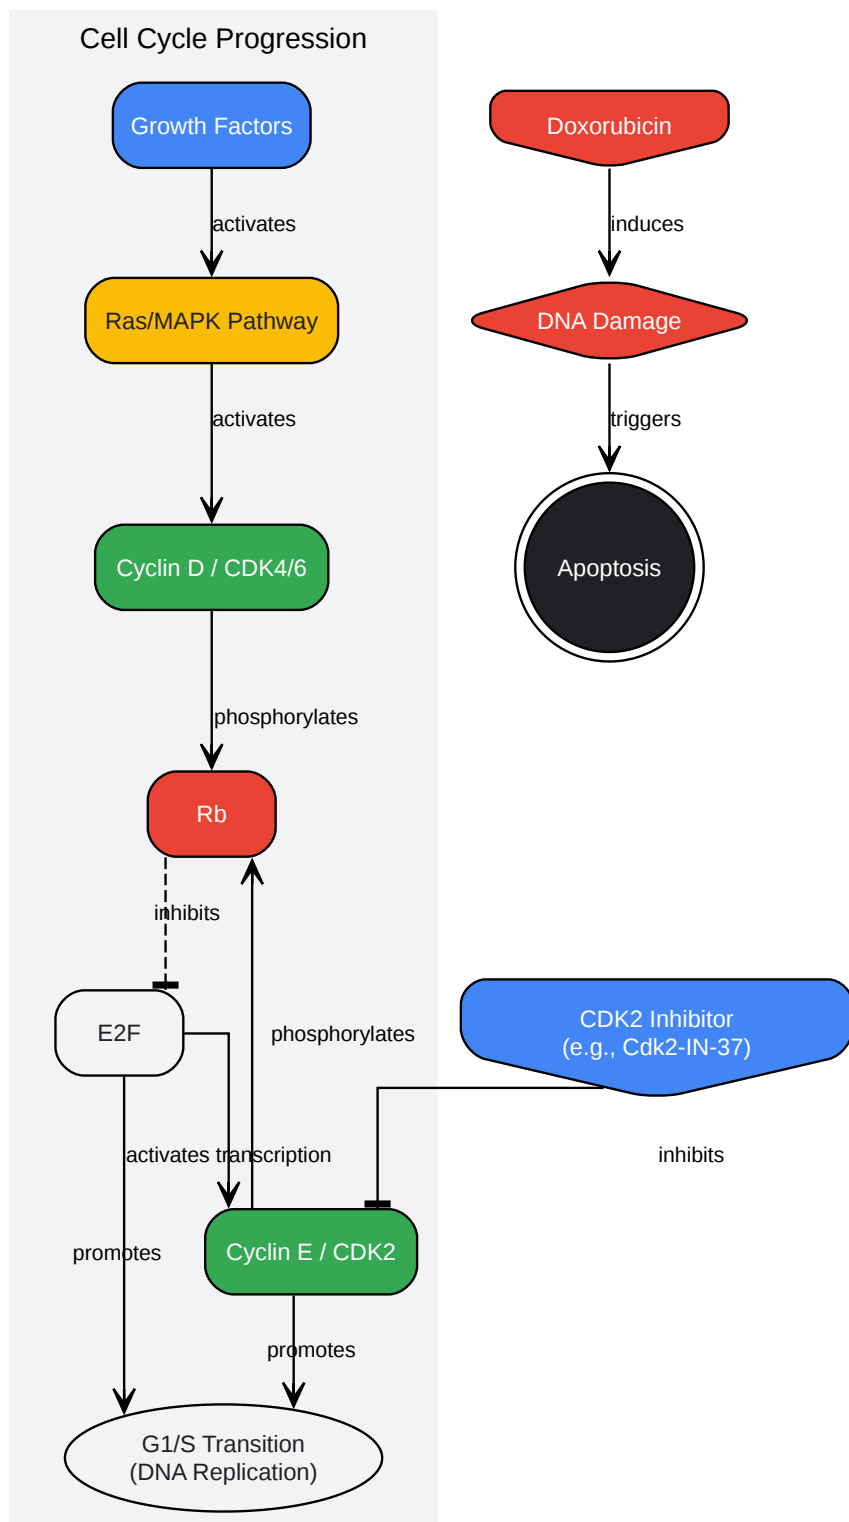 Cell Cycle Progression
Growth Factors
Doxorubicin
activates
induces
Ras/MAPK Pathway
DNA Damage
activates
triggers
Cyclin D / CDK4/6
Apoptosis
phosphorylates
Rb
inhibits
E2F
phosphorylates
CDK2 Inhibitor
(e.g., Cdk2-IN-37)
activates transcription
inhibits
Cyclin E / CDK2
promotes
promotes
G1/S Transition
(DNA Replication)